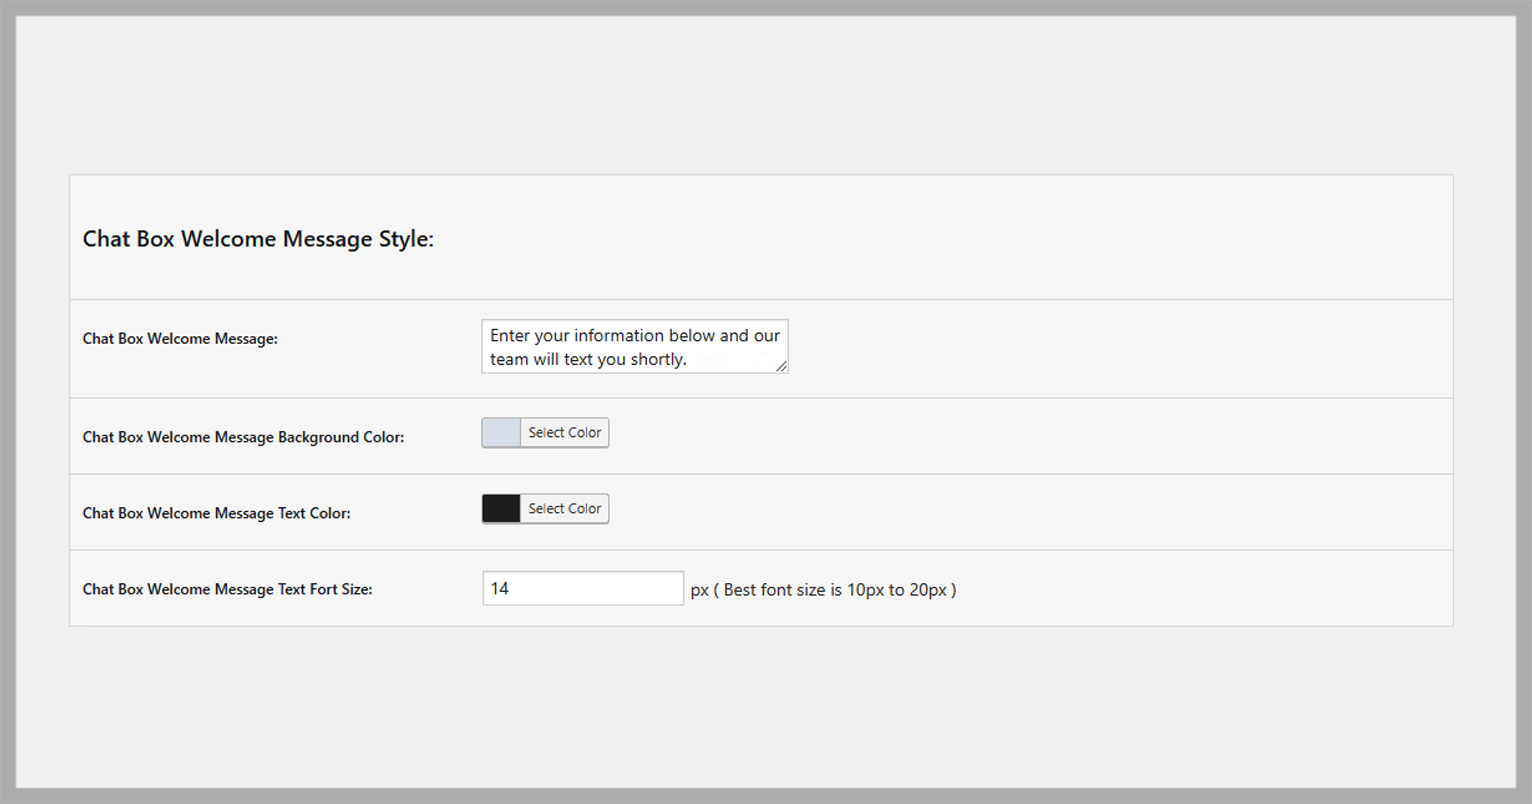 Chat Box Welcome Message Style:
Chat Box Welcome Message:
Enter your information below and our
team will text you shortly.
Chat Box Welcome Message Background Color:
Select Color
Chat Box Welcome Message Text Color:
Select Color
Chat Box Welcome Message Text Fort Size:
14
px ( Best font size is 10px to 20px )